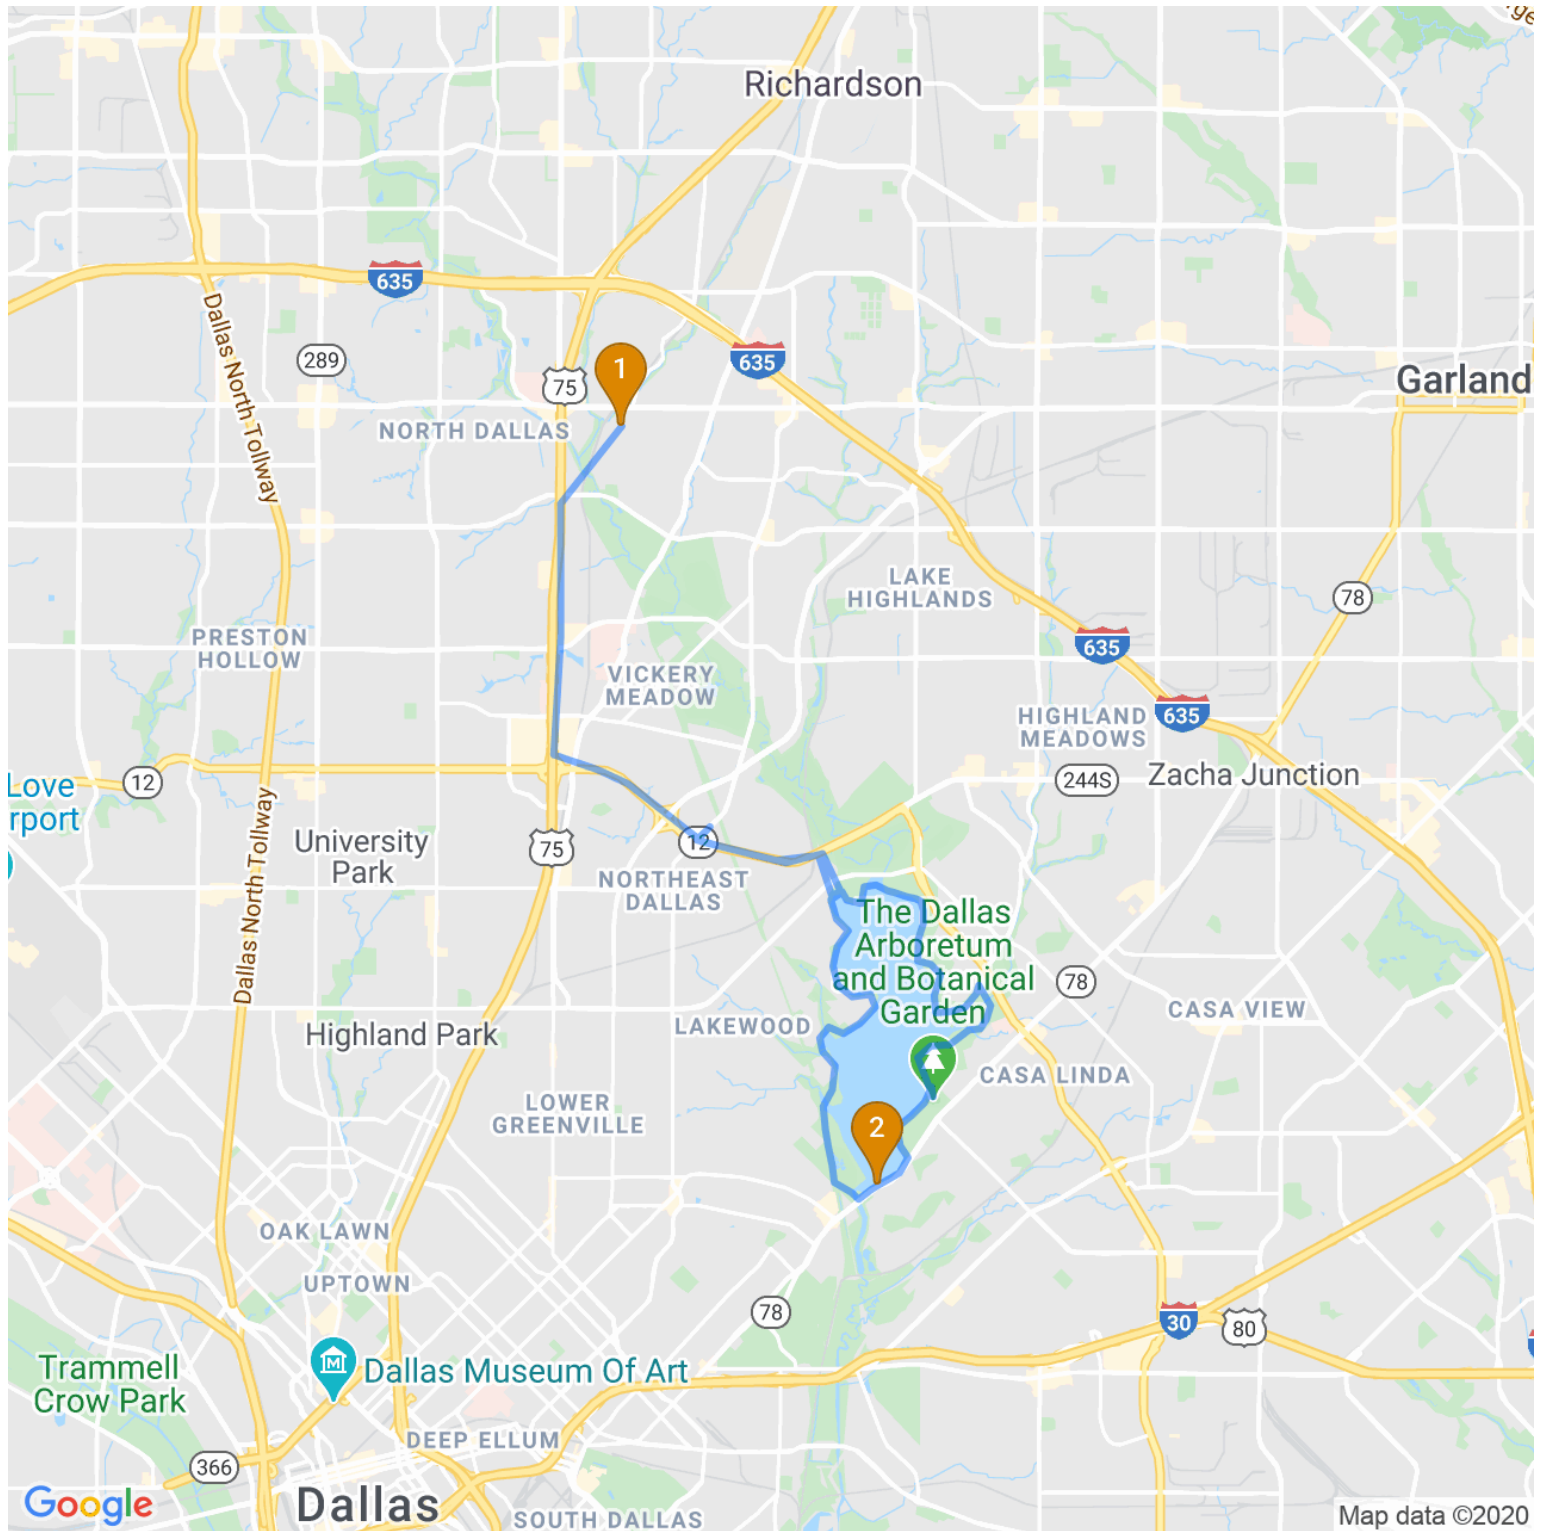 Richardson
635
Dallas North Tollway
289
75
1
635
Garland
NORTH DALLAS
LAKE
HIGHLANDS
78
PRESTON
HOLLOW
635
VICKERY
MEADOW
635
HIGHLAND
MEADOWS
12
Love
rport
244S
Zacha Junction
University
Park
75
12
Dallas North Tollway
NORTHEAST
DALLAS
The Dallas
Arboretum
and Botanical
Garden
78
CASA VIEW
LAKEWOOD
Highland Park
CASA LINDA
LOWER
GREENVILLE
2
OAK LAWN
UPTOWN
78
30
80
Trammell
Crow Park
M
Dallas Museum Of Art
DEEP ELLUM
366
Google
Dallas
SOUTH DALLAS
Map data ©2020